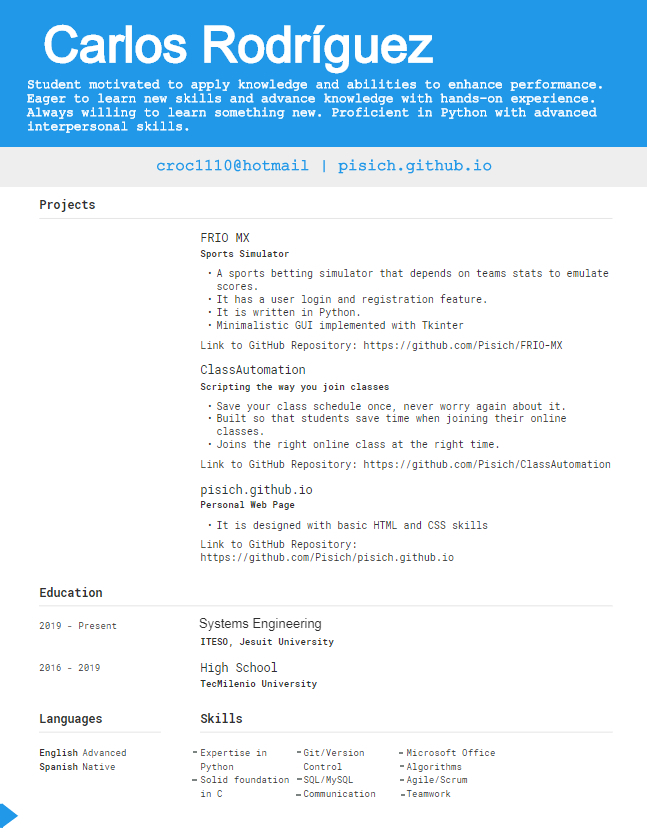 Carlos Rodríguez
Student motivated to apply knowledge and abilities to enhance performance.
Eager to learn new skills and advance knowledge with hands-on experience.
Always willing to learn something new. Proficient in Python with advanced
interpersonal skills.
croc1110@hotmail | pisich.github.io
Projects
FRIO MX
Sports Simulator
• A sports betting simulator that depends on teams stats to emulate
scores.
• It has a user login and registration feature.
• It is written in Python.
• Minimalistic GUI implemented with Tkinter
Link to GitHub Repository: https://github.com/Pisich/FRIO-MX
ClassAutomation
Scripting the way you join classes
• Save your class schedule once, never worry again about it.
• Built so that students save time when joining their online
classes.
• Joins the right online class at the right time.
Link to GitHub Repository: https://github.com/Pisich/ClassAutomation
pisich.github.io
Personal Web Page
• It is designed with basic HTML and CSS skills
Link to GitHub Repository:
https://github.com/Pisich/pisich.github.io
Education
2019 - Present
Systems Engineering
ITESO, Jesuit University
2016 - 2019
High School
TecMilenio University
Languages
English Advanced
Spanish Native
Skills
- Expertise in
Python
- Solid foundation
in C
- Git/Version
Control
- SQL/MySQL
- Communication
- Microsoft Office
- Algorithms
- Agile/Scrum
- Teamwork